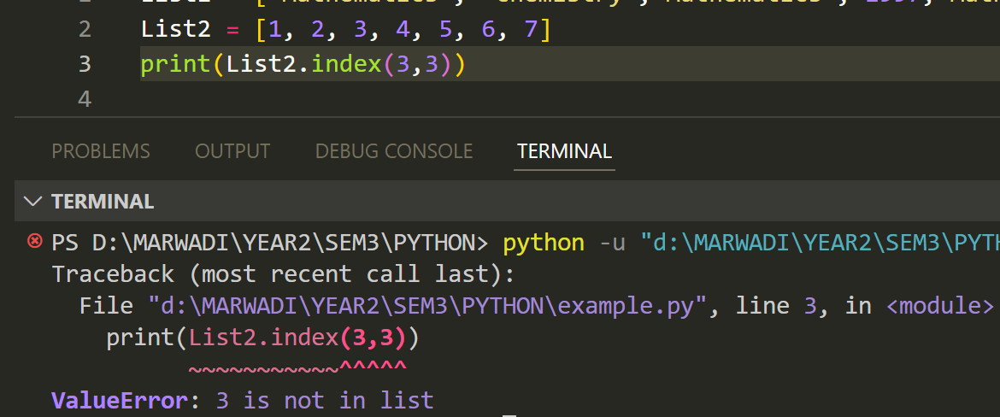 2 List2 = [1, 2, 3, 4, 5, 6, 7]
3 print(List2.index(3,3))
4
PROBLEMS OUTPUT DEBUG CONSOLE TERMINAL
TERMINAL
PS D:\MARWADI\YEAR2\SEM3\PYTHON> python -u "d:\MARWADI\YEAR2\SEM3\PYTH
Traceback (most recent call last):
File "d:\MARWADI\YEAR2\SEM3\PYTHON\example.py", line 3, in <module>
print(List2.index(3,3))
~~~~~~~~~~~^^^^^
ValueError: 3 is not in list